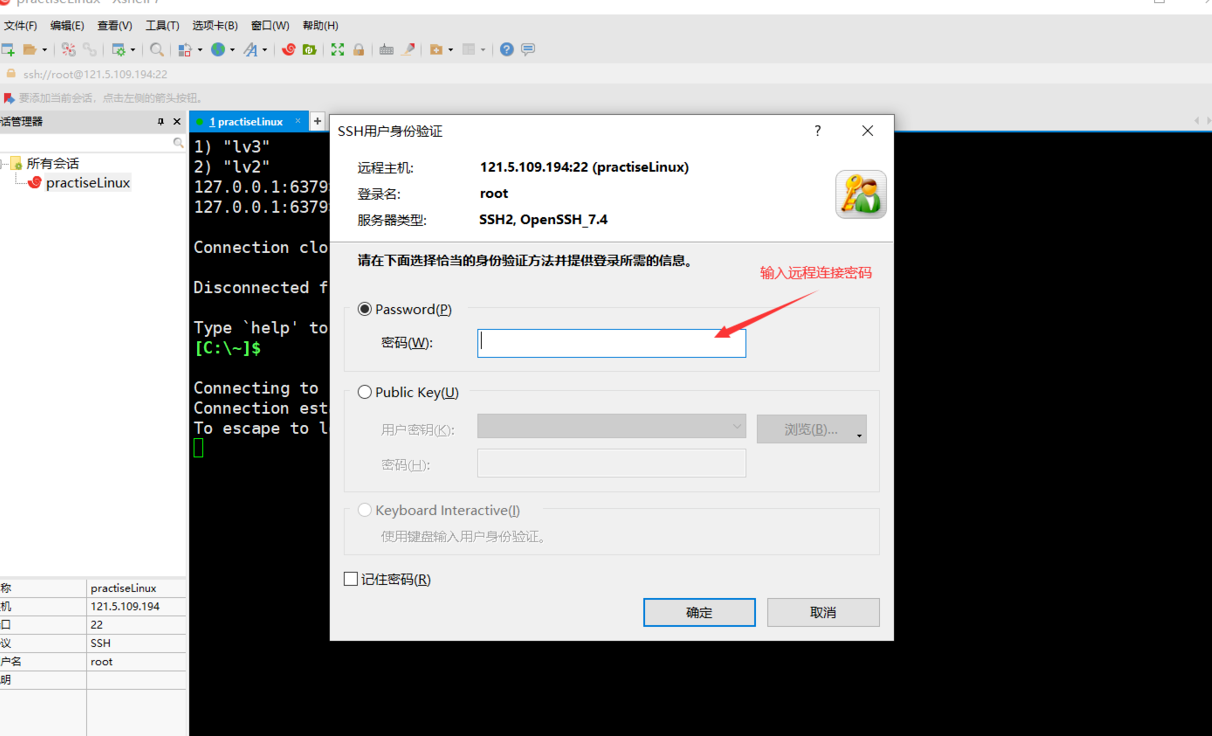 practiseLinux - Xshell 7
文件(F) 编辑(E) 查看(V) 工具(T) 选项卡(B) 窗口(W) 帮助(H)
ssh://root@121.5.109.194:22
要添加当前会话，点击左侧的箭头按钮。
话管理器
1 practiseLinux × +
所有会话
practiseLinux
1) "lv3"
2) "lv2"
127.0.0.1:6379
127.0.0.1:6379
Connection clo
Disconnected f
Type `help' to
[C:\~]$
Connecting to
Connection est
To escape to l
SSH用户身份验证 ?
远程主机: 121.5.109.194:22 (practiseLinux)
登录名: root
服务器类型: SSH2, OpenSSH_7.4
请在下面选择恰当的身份验证方法并提供登录所需的信息。
输入远程连接密码
Password(P)
密码(W):
Public Key(U)
用户密钥(K): 浏览(B)...
密码(H):
Keyboard Interactive(I)
使用键盘输入用户身份验证。
记住密码(R)
确定 取消
称 practiseLinux
机 121.5.109.194
口 22
议 SSH
户名 root
明